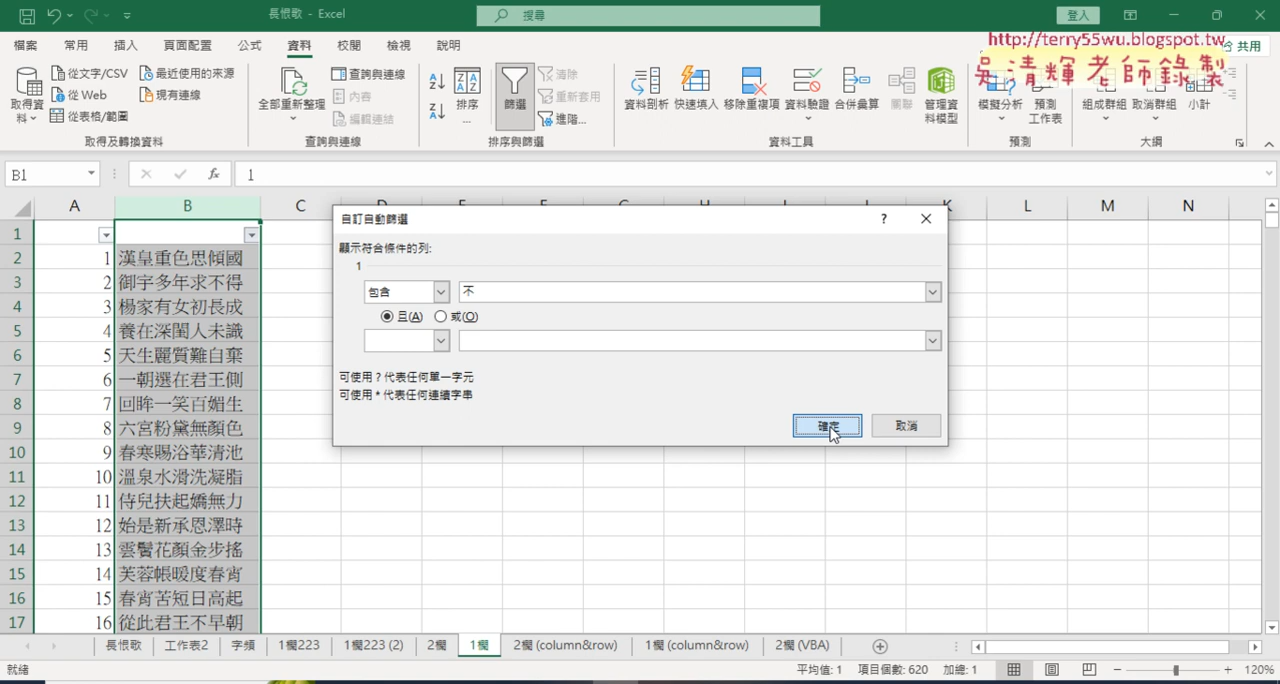 長恨歌 - Excel
搜尋
登入
http://terry55wu.blogspot.tw
吳清輝老師錄製
檔案 常用 插入 頁面配置 公式 資料 校閱 檢視 說明
共用
取得資料
從文字/CSV
從 Web
從表格/範圍
最近使用的來源
現有連線
取得及轉換資料
全部重新整理
查詢與連線
內容
編輯連結
查詢與連線
排序
篩選
清除
重新套用
進階...
排序與篩選
資料剖析 快速填入 移除重複項 資料驗證 合併彙算 關聯 管理資料模型
資料工具
模擬分析 預測工作表
預測
組成群組 取消群組 小計
大綱
B1
fx
1
A B C D E F G H I J K L M N
1
2 1 漢皇重色思傾國
3 2 御宇多年求不得
4 3 楊家有女初長成
5 4 養在深閨人未識
6 5 天生麗質難自棄
7 6 一朝選在君王側
8 7 回眸一笑百媚生
9 8 六宮粉黛無顏色
10 9 春寒賜浴華清池
11 10 溫泉水滑洗凝脂
12 11 侍兒扶起嬌無力
13 12 始是新承恩澤時
14 13 雲鬢花顏金步搖
15 14 芙蓉帳暖度春宵
16 15 春宵苦短日高起
17 16 從此君王不早朝
自訂自動篩選
?
顯示符合條件的列:
1
包含 不
且(A) 或(O)
可使用 ? 代表任何單一字元
可使用 * 代表任何連續字串
確定 取消
長恨歌 工作表2 字頻 1欄223 1欄223 (2) 2欄 1欄 2欄 (column&row) 1欄 (column&row) 2欄 (VBA)
就緒
平均值: 1 項目個數: 620 加總: 1
120%